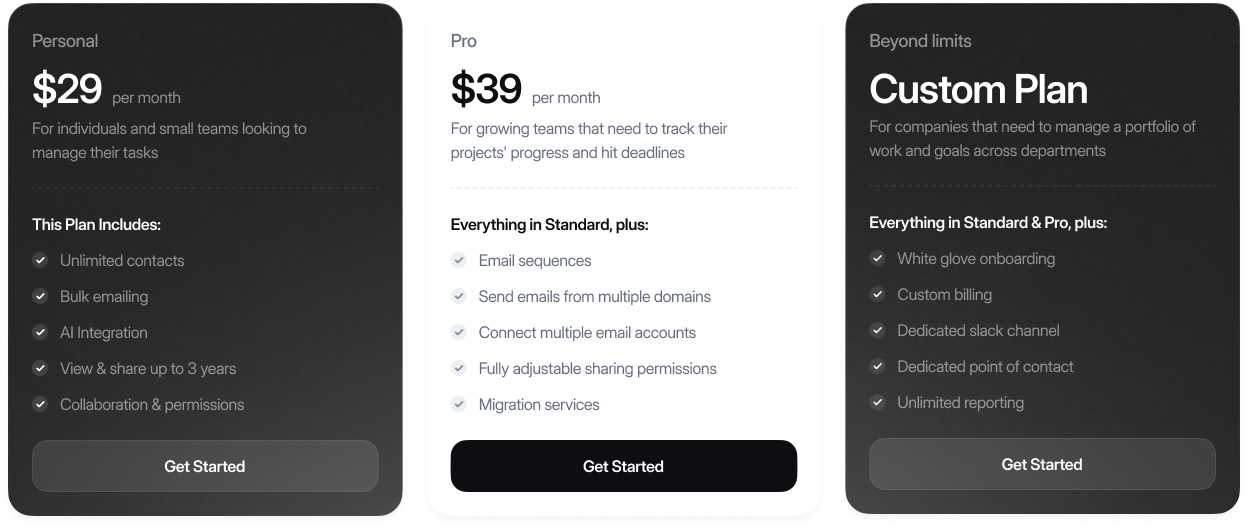 Personal
$29 per month
For individuals and small teams looking to
manage their tasks
This Plan Includes:
Unlimited contacts
Bulk emailing
AI Integration
View & share up to 3 years
Collaboration & permissions
Get Started
Pro
$39 per month
For growing teams that need to track their
projects' progress and hit deadlines
Everything in Standard, plus:
Email sequences
Send emails from multiple domains
Connect multiple email accounts
Fully adjustable sharing permissions
Migration services
Get Started
Beyond limits
Custom Plan
For companies that need to manage a portfolio of
work and goals across departments
Everything in Standard & Pro, plus:
White glove onboarding
Custom billing
Dedicated slack channel
Dedicated point of contact
Unlimited reporting
Get Started